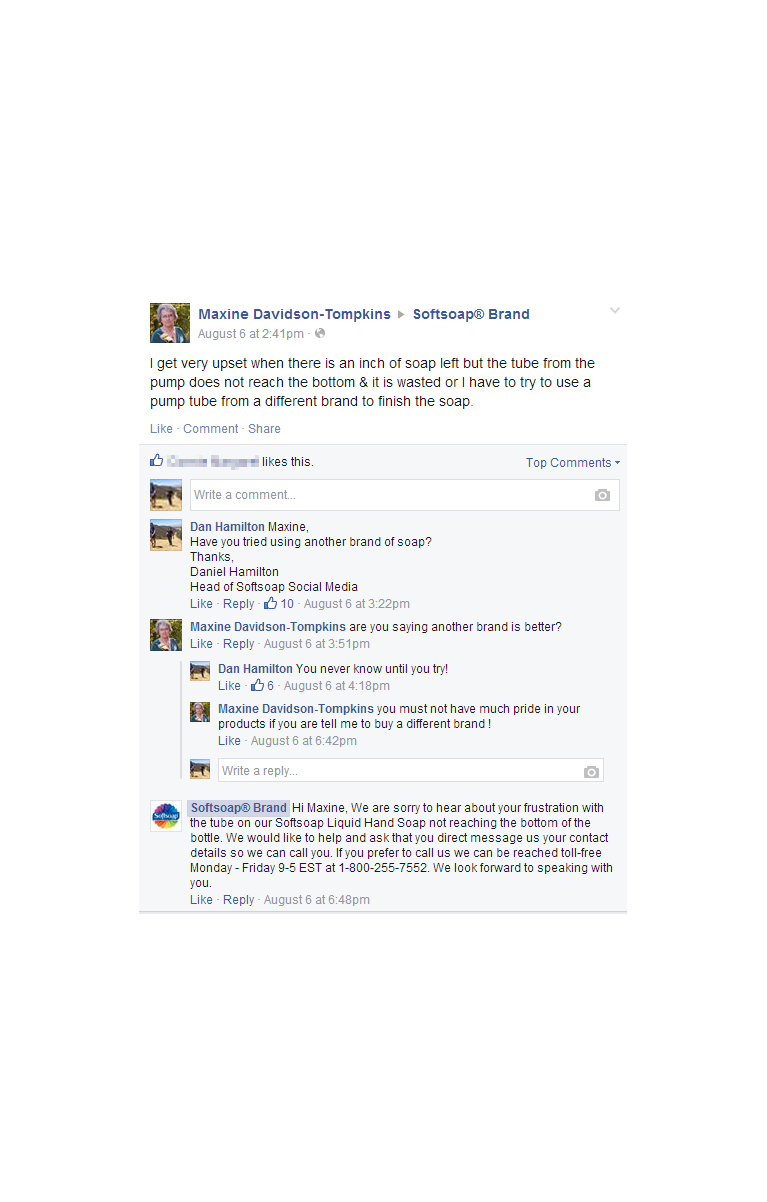 Maxine Davidson-Tompkins Softsoap® Brand
August 6 at 2:41pm ·
I get very upset when there is an inch of soap left but the tube from the
pump does not reach the bottom & it is wasted or I have to try to use a
pump tube from a different brand to finish the soap.
Like · Comment · Share
likes this.
Top Comments
Write a comment...
Dan Hamilton Maxine,
Have you tried using another brand of soap?
Thanks,
Daniel Hamilton
Head of Softsoap Social Media
Like · Reply · 10 · August 6 at 3:22pm
Maxine Davidson-Tompkins are you saying another brand is better?
Like · Reply · August 6 at 3:51pm
Dan Hamilton You never know until you try!
Like · 6 · August 6 at 4:18pm
Maxine Davidson-Tompkins you must not have much pride in your
products if you are tell me to buy a different brand !
Like · August 6 at 6:42pm
Write a reply...
Softsoap
Softsoap® Brand Hi Maxine, We are sorry to hear about your frustration with
the tube on our Softsoap Liquid Hand Soap not reaching the bottom of the
bottle. We would like to help and ask that you direct message us your contact
details so we can call you. If you prefer to call us we can be reached toll-free
Monday - Friday 9-5 EST at 1-800-255-7552. We look forward to speaking with
you.
Like · Reply · August 6 at 6:48pm